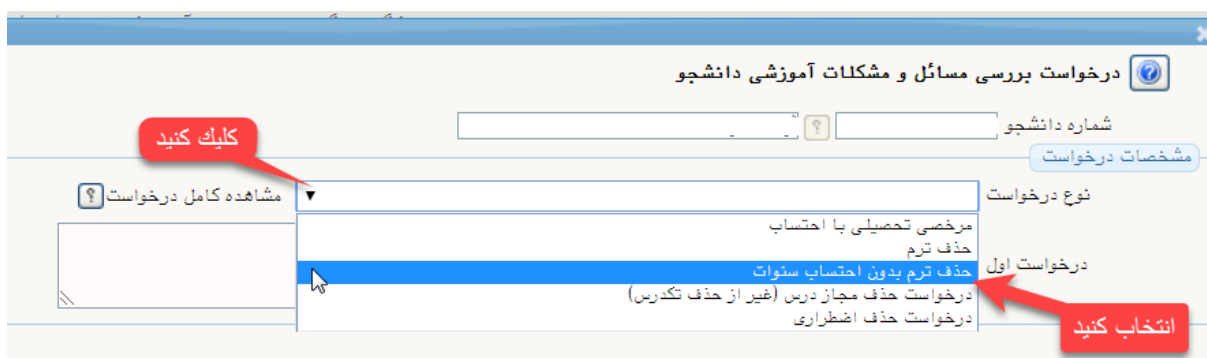 درخواست بررسی مسائل و مشکلات آموزشی دانشجو
شماره دانشجو
مشخصات درخواست
کلیك کنید
نوع درخواست
مشاهده کامل درخواست
مرخصی تحصیلی با احتساب
حذف ترم
درخواست اول
حذف ترم بدون احتساب سنوات
درخواست حذف مجاز درس (غیر از حذف تکدرس)
درخواست حذف اضطراری
انتخاب کنید